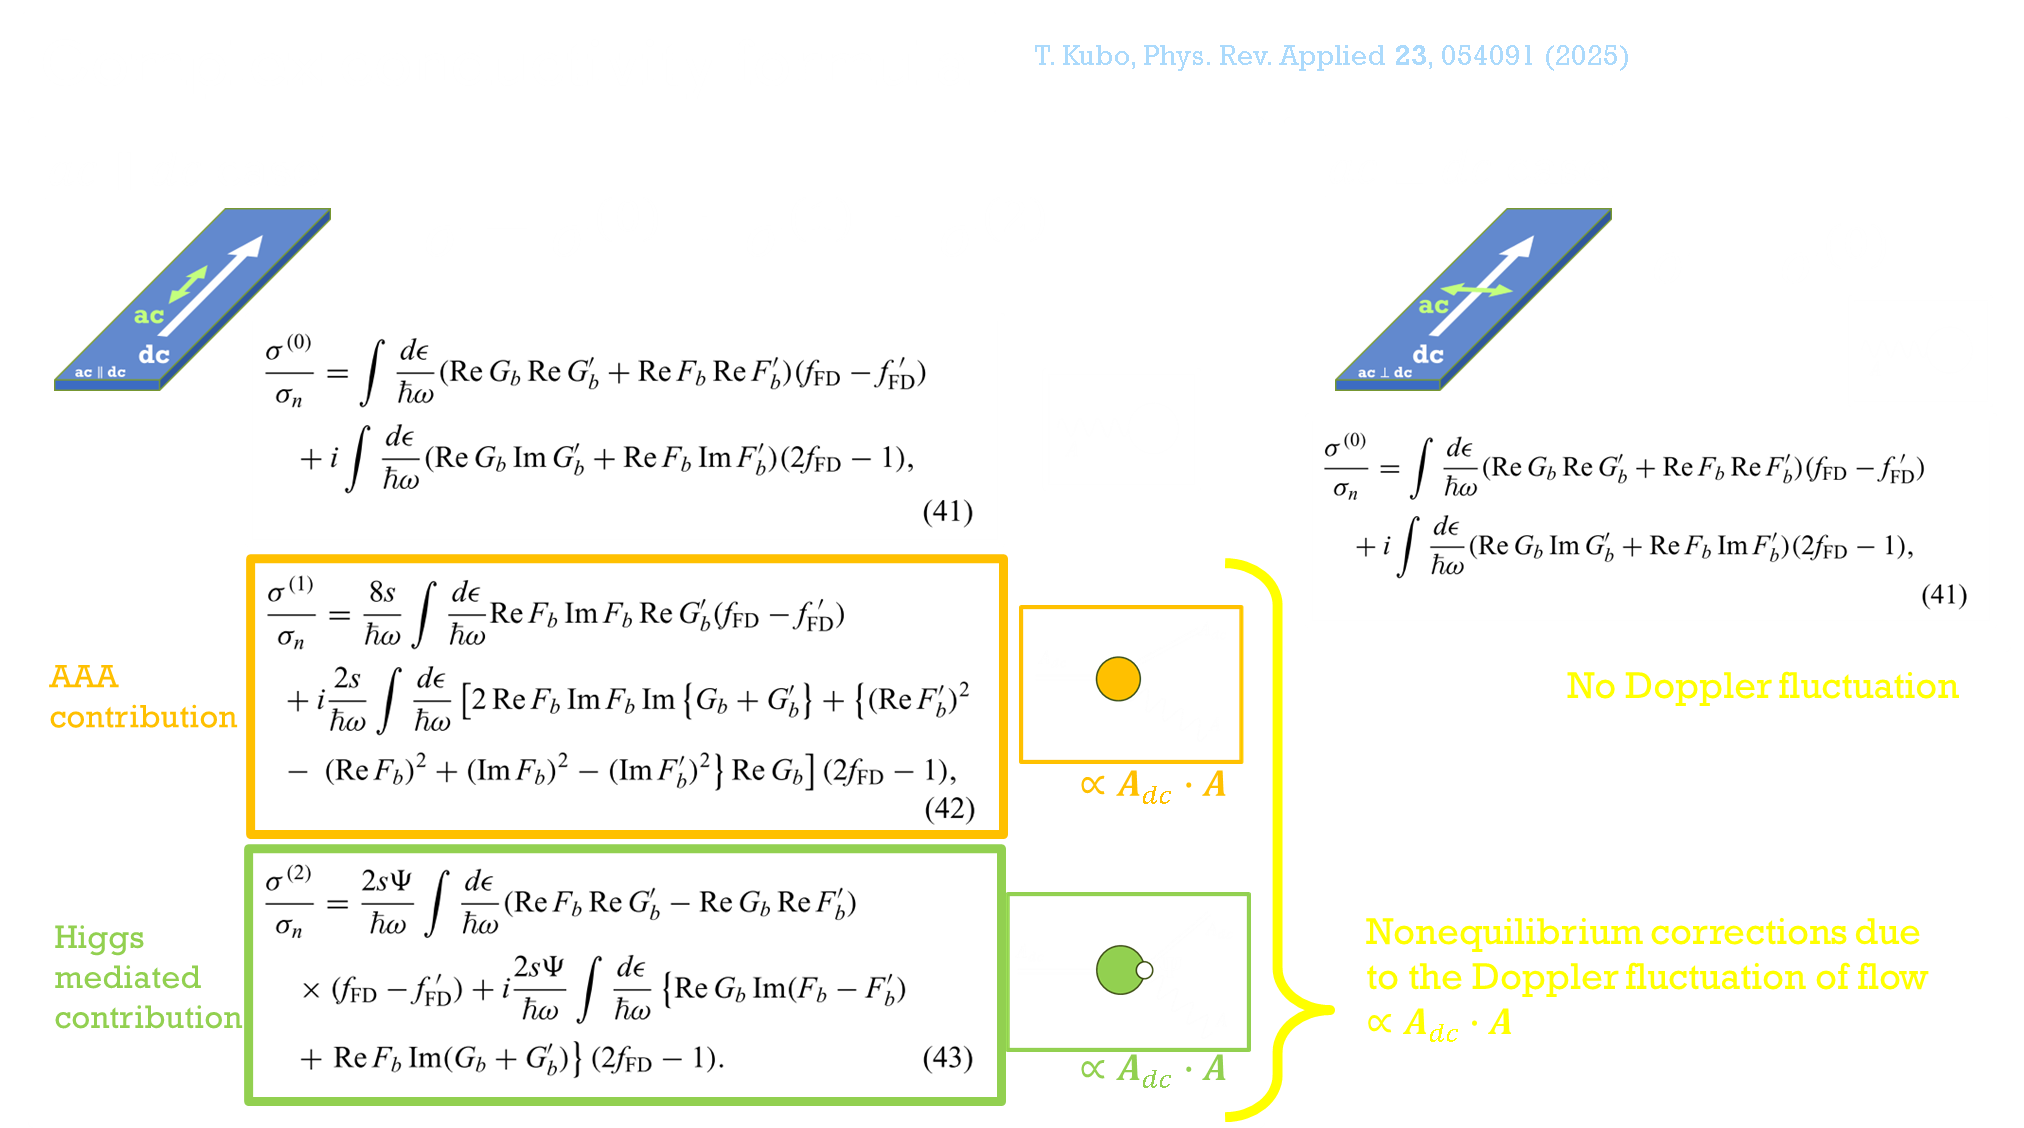 T. Kubo, Phys. Rev. Applied 23, 054091 (2025)
ac
dc
ac ∥ dc
σ^(0)/σ_n = ∫ dϵ/ħω (Re G_b Re G′_b + Re F_b Re F′_b)(f_FD − f′_FD)
+ i ∫ dϵ/ħω (Re G_b Im G′_b + Re F_b Im F′_b)(2f_FD − 1),
(41)
AAA
contribution
σ^(1)/σ_n = 8s/ħω ∫ dϵ/ħω Re F_b Im F_b Re G′_b (f_FD − f′_FD)
+ i 2s/ħω ∫ dϵ/ħω [2 Re F_b Im F_b Im {G_b + G′_b} + {(Re F′_b)^2
− (Re F_b)^2 + (Im F_b)^2 − (Im F′_b)^2} Re G_b] (2f_FD − 1),
(42)
∝ A_dc · A
Higgs
mediated
contribution
σ^(2)/σ_n = 2sΨ/ħω ∫ dϵ/ħω (Re F_b Re G′_b − Re G_b Re F′_b)
× (f_FD − f′_FD) + i 2sΨ/ħω ∫ dϵ/ħω {Re G_b Im(F_b − F′_b)
+ Re F_b Im(G_b + G′_b)} (2f_FD − 1). (43)
∝ A_dc · A
ac
dc
ac ⊥ dc
σ^(0)/σ_n = ∫ dϵ/ħω (Re G_b Re G′_b + Re F_b Re F′_b)(f_FD − f′_FD)
+ i ∫ dϵ/ħω (Re G_b Im G′_b + Re F_b Im F′_b)(2f_FD − 1),
(41)
No Doppler fluctuation
Nonequilibrium corrections due
to the Doppler fluctuation of flow
∝ A_dc · A